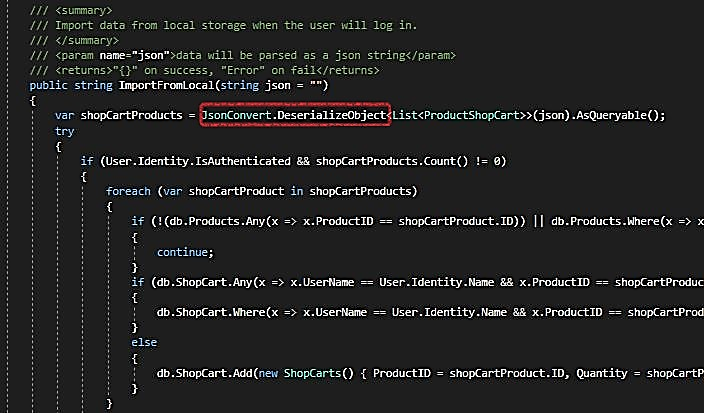 /// <summary>
/// Import data from local storage when the user will log in.
/// </summary>
/// <param name="json">data will be parsed as a json string</param>
/// <returns>"{}" on success, "Error" on fail</returns>
public string ImportFromLocal(string json = "")
{
var shopCartProducts = JsonConvert.DeserializeObject<List<ProductShopCart>>(json).AsQueryable();
try
{
if (User.Identity.IsAuthenticated && shopCartProducts.Count() != 0)
{
foreach (var shopCartProduct in shopCartProducts)
{
if (!(db.Products.Any(x => x.ProductID == shopCartProduct.ID)) || db.Products.Where(x => x
{
continue;
}
if (db.ShopCart.Any(x => x.UserName == User.Identity.Name && x.ProductID == shopCartProduc
{
db.ShopCart.Where(x => x.UserName == User.Identity.Name && x.ProductID == shopCartProd
}
else
{
db.ShopCart.Add(new ShopCarts() { ProductID = shopCartProduct.ID, Quantity = shopCartP
}
}